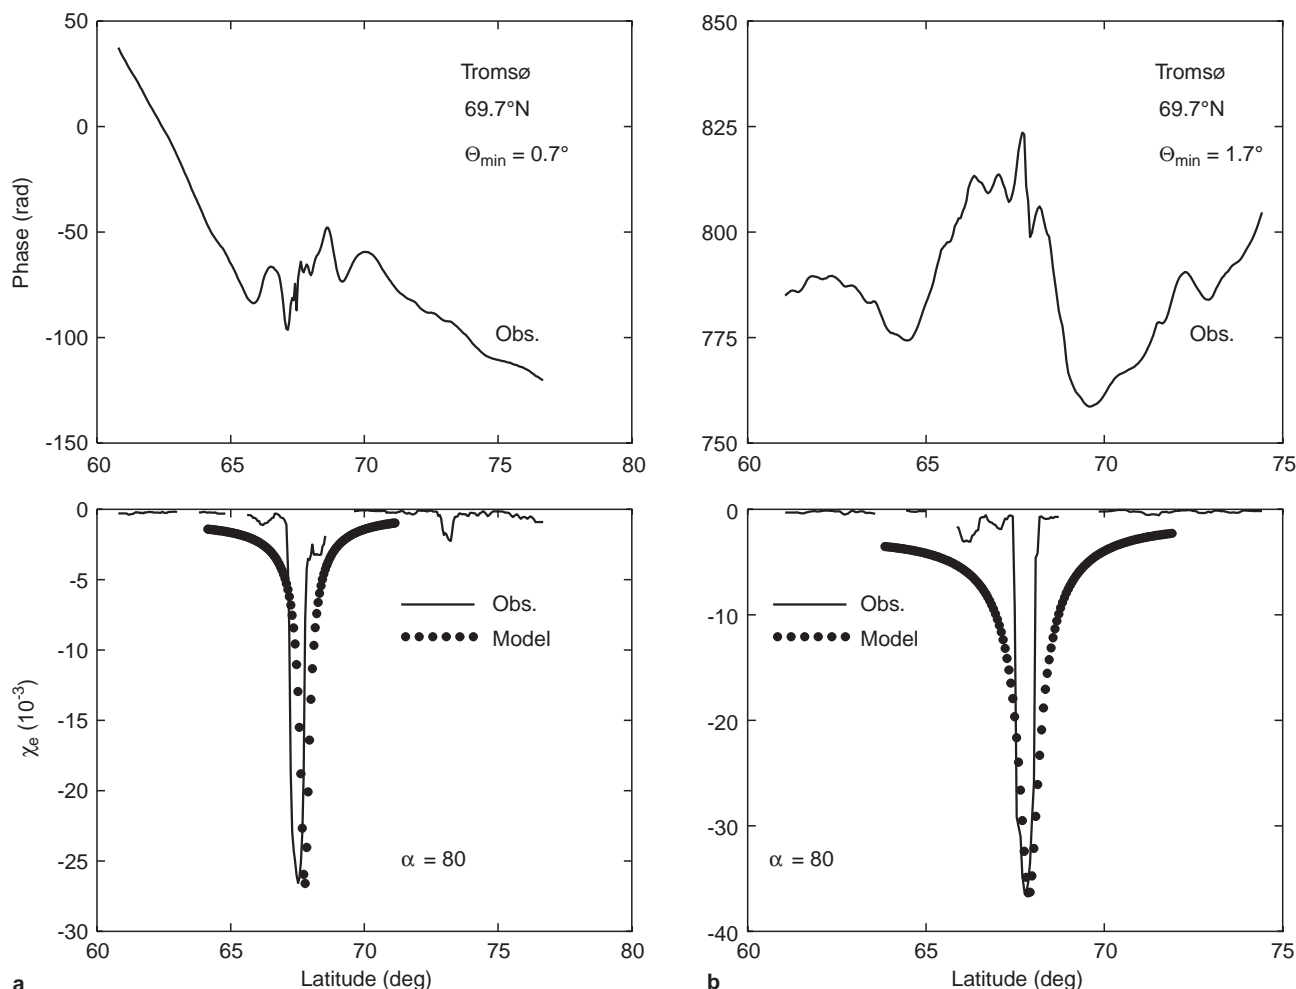 50
0
-50
-100
-150
Phase (rad)
60
65
70
75
80
Tromsø
69.7°N
Θmin = 0.7°
Obs.
850
825
800
775
750
60
65
70
75
Tromsø
69.7°N
Θmin = 1.7°
Obs.
0
-5
-10
-15
-20
-25
-30
χe (10-3)
60
65
70
75
80
Obs.
Model
α = 80
Latitude (deg)
a
0
-10
-20
-30
-40
60
65
70
75
Obs.
Model
α = 80
Latitude (deg)
b